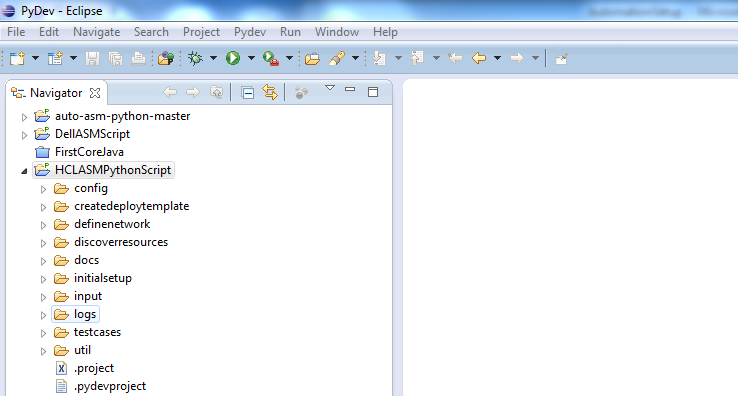 PyDev - Eclipse
File Edit Navigate Search Project Pydev Run Window Help
Navigator
auto-asm-python-master
DellASMScript
FirstCoreJava
HCLASMPythonScript
config
createdeploytemplate
definenetwork
discoverresources
docs
initialsetup
input
logs
testcases
util
.project
.pydevproject